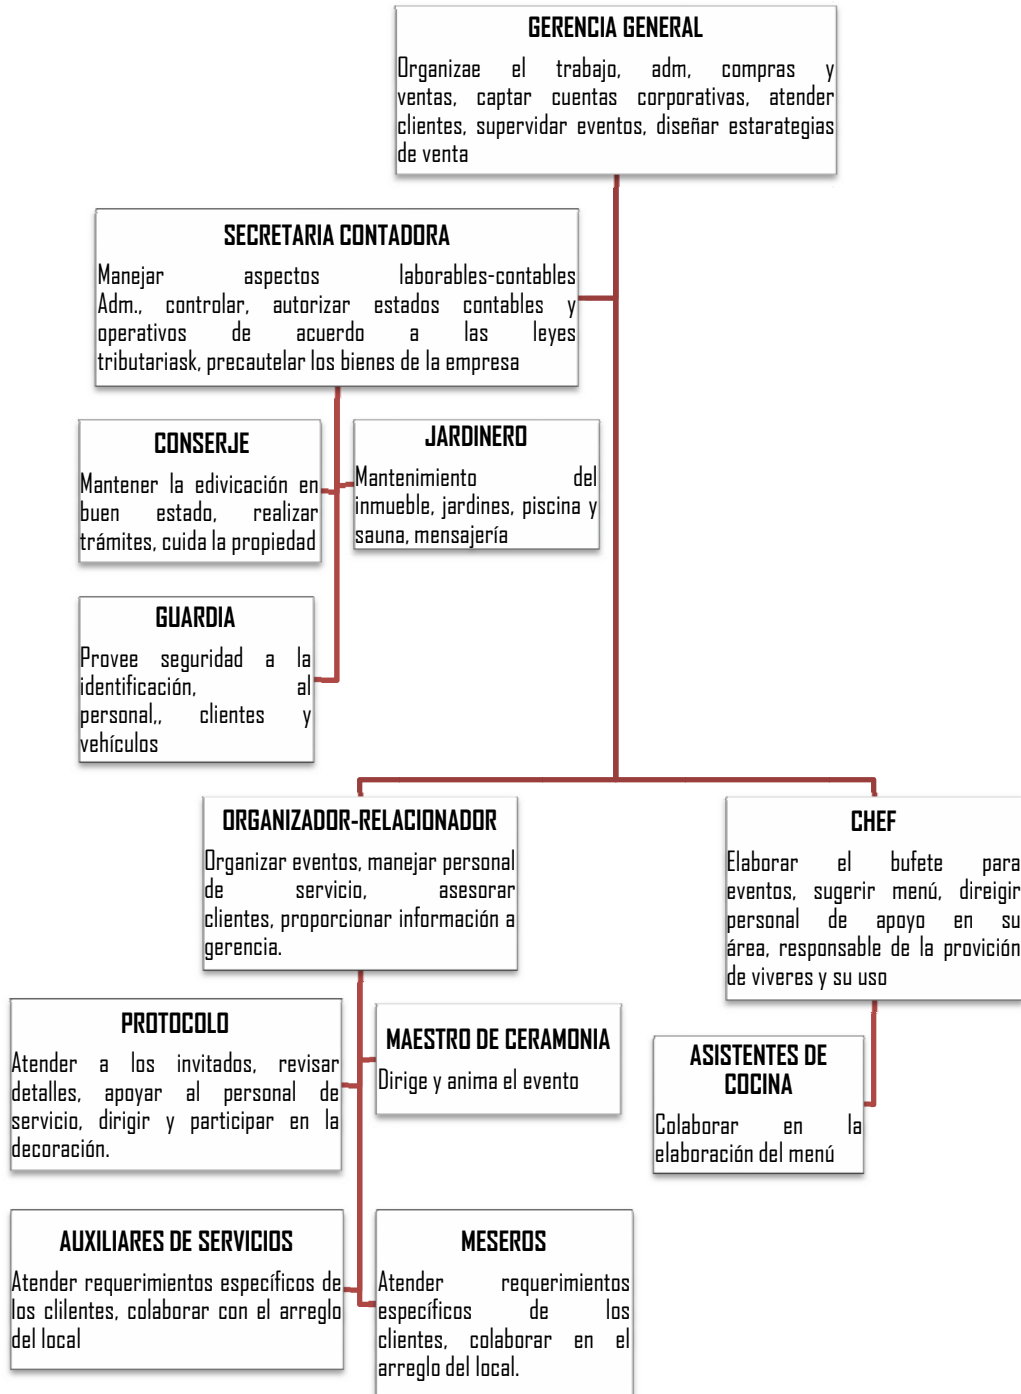 GERENCIA GENERAL
Organizae el trabajo, adm, compras y
ventas, captar cuentas corporativas, atender
clientes, supervidar eventos, diseñar estarategias
de venta
SECRETARIA CONTADORA
Manejar aspectos laborables-contables
Adm., controlar, autorizar estados contables y
operativos de acuerdo a las leyes
tributariask, precautelar los bienes de la empresa
CONSERJE
Mantener la edivicación en
buen estado, realizar
trámites, cuida la propiedad
JARDINERO
Mantenimiento del
inmueble, jardines, piscina y
sauna, mensajería
GUARDIA
Provee seguridad a la
identificación, al
personal,, clientes y
vehículos
ORGANIZADOR-RELACIONADOR
Organizar eventos, manejar personal
de servicio, asesorar
clientes, proporcionar información a
gerencia.
CHEF
Elaborar el bufete para
eventos, sugerir menú, direigir
personal de apoyo en su
área, responsable de la provición
de viveres y su uso
PROTOCOLO
Atender a los invitados, revisar
detalles, apoyar al personal de
servicio, dirigir y participar en la
decoración.
MAESTRO DE CERAMONIA
Dirige y anima el evento
ASISTENTES DE
COCINA
Colaborar en la
elaboración del menú
AUXILIARES DE SERVICIOS
Atender requerimientos específicos de
los clilentes, colaborar con el arreglo
del local
MESEROS
Atender requerimientos
específicos de los
clientes, colaborar en el
arreglo del local.